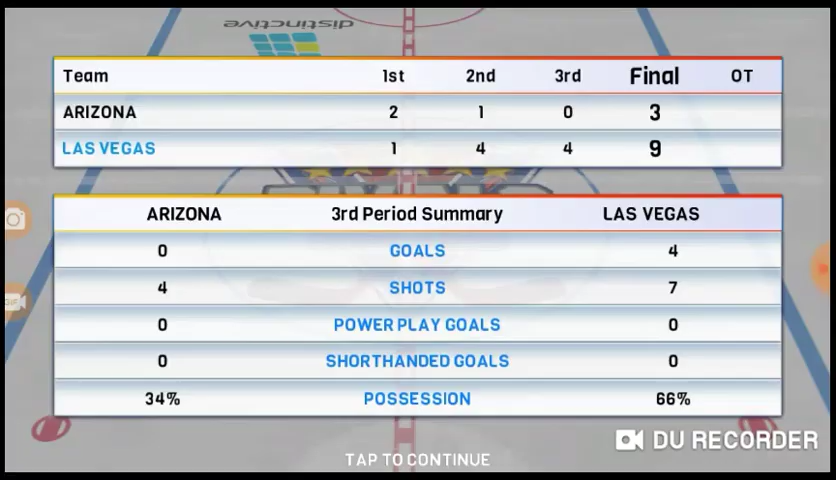 distinctive
Team 1st 2nd 3rd Final OT
ARIZONA 2 1 0 3
LAS VEGAS 1 4 4 9
ARIZONA 3rd Period Summary LAS VEGAS
0 GOALS 4
4 SHOTS 7
0 POWER PLAY GOALS 0
0 SHORTHANDED GOALS 0
34% POSSESSION 66%
GIF
DU RECORDER
TAP TO CONTINUE